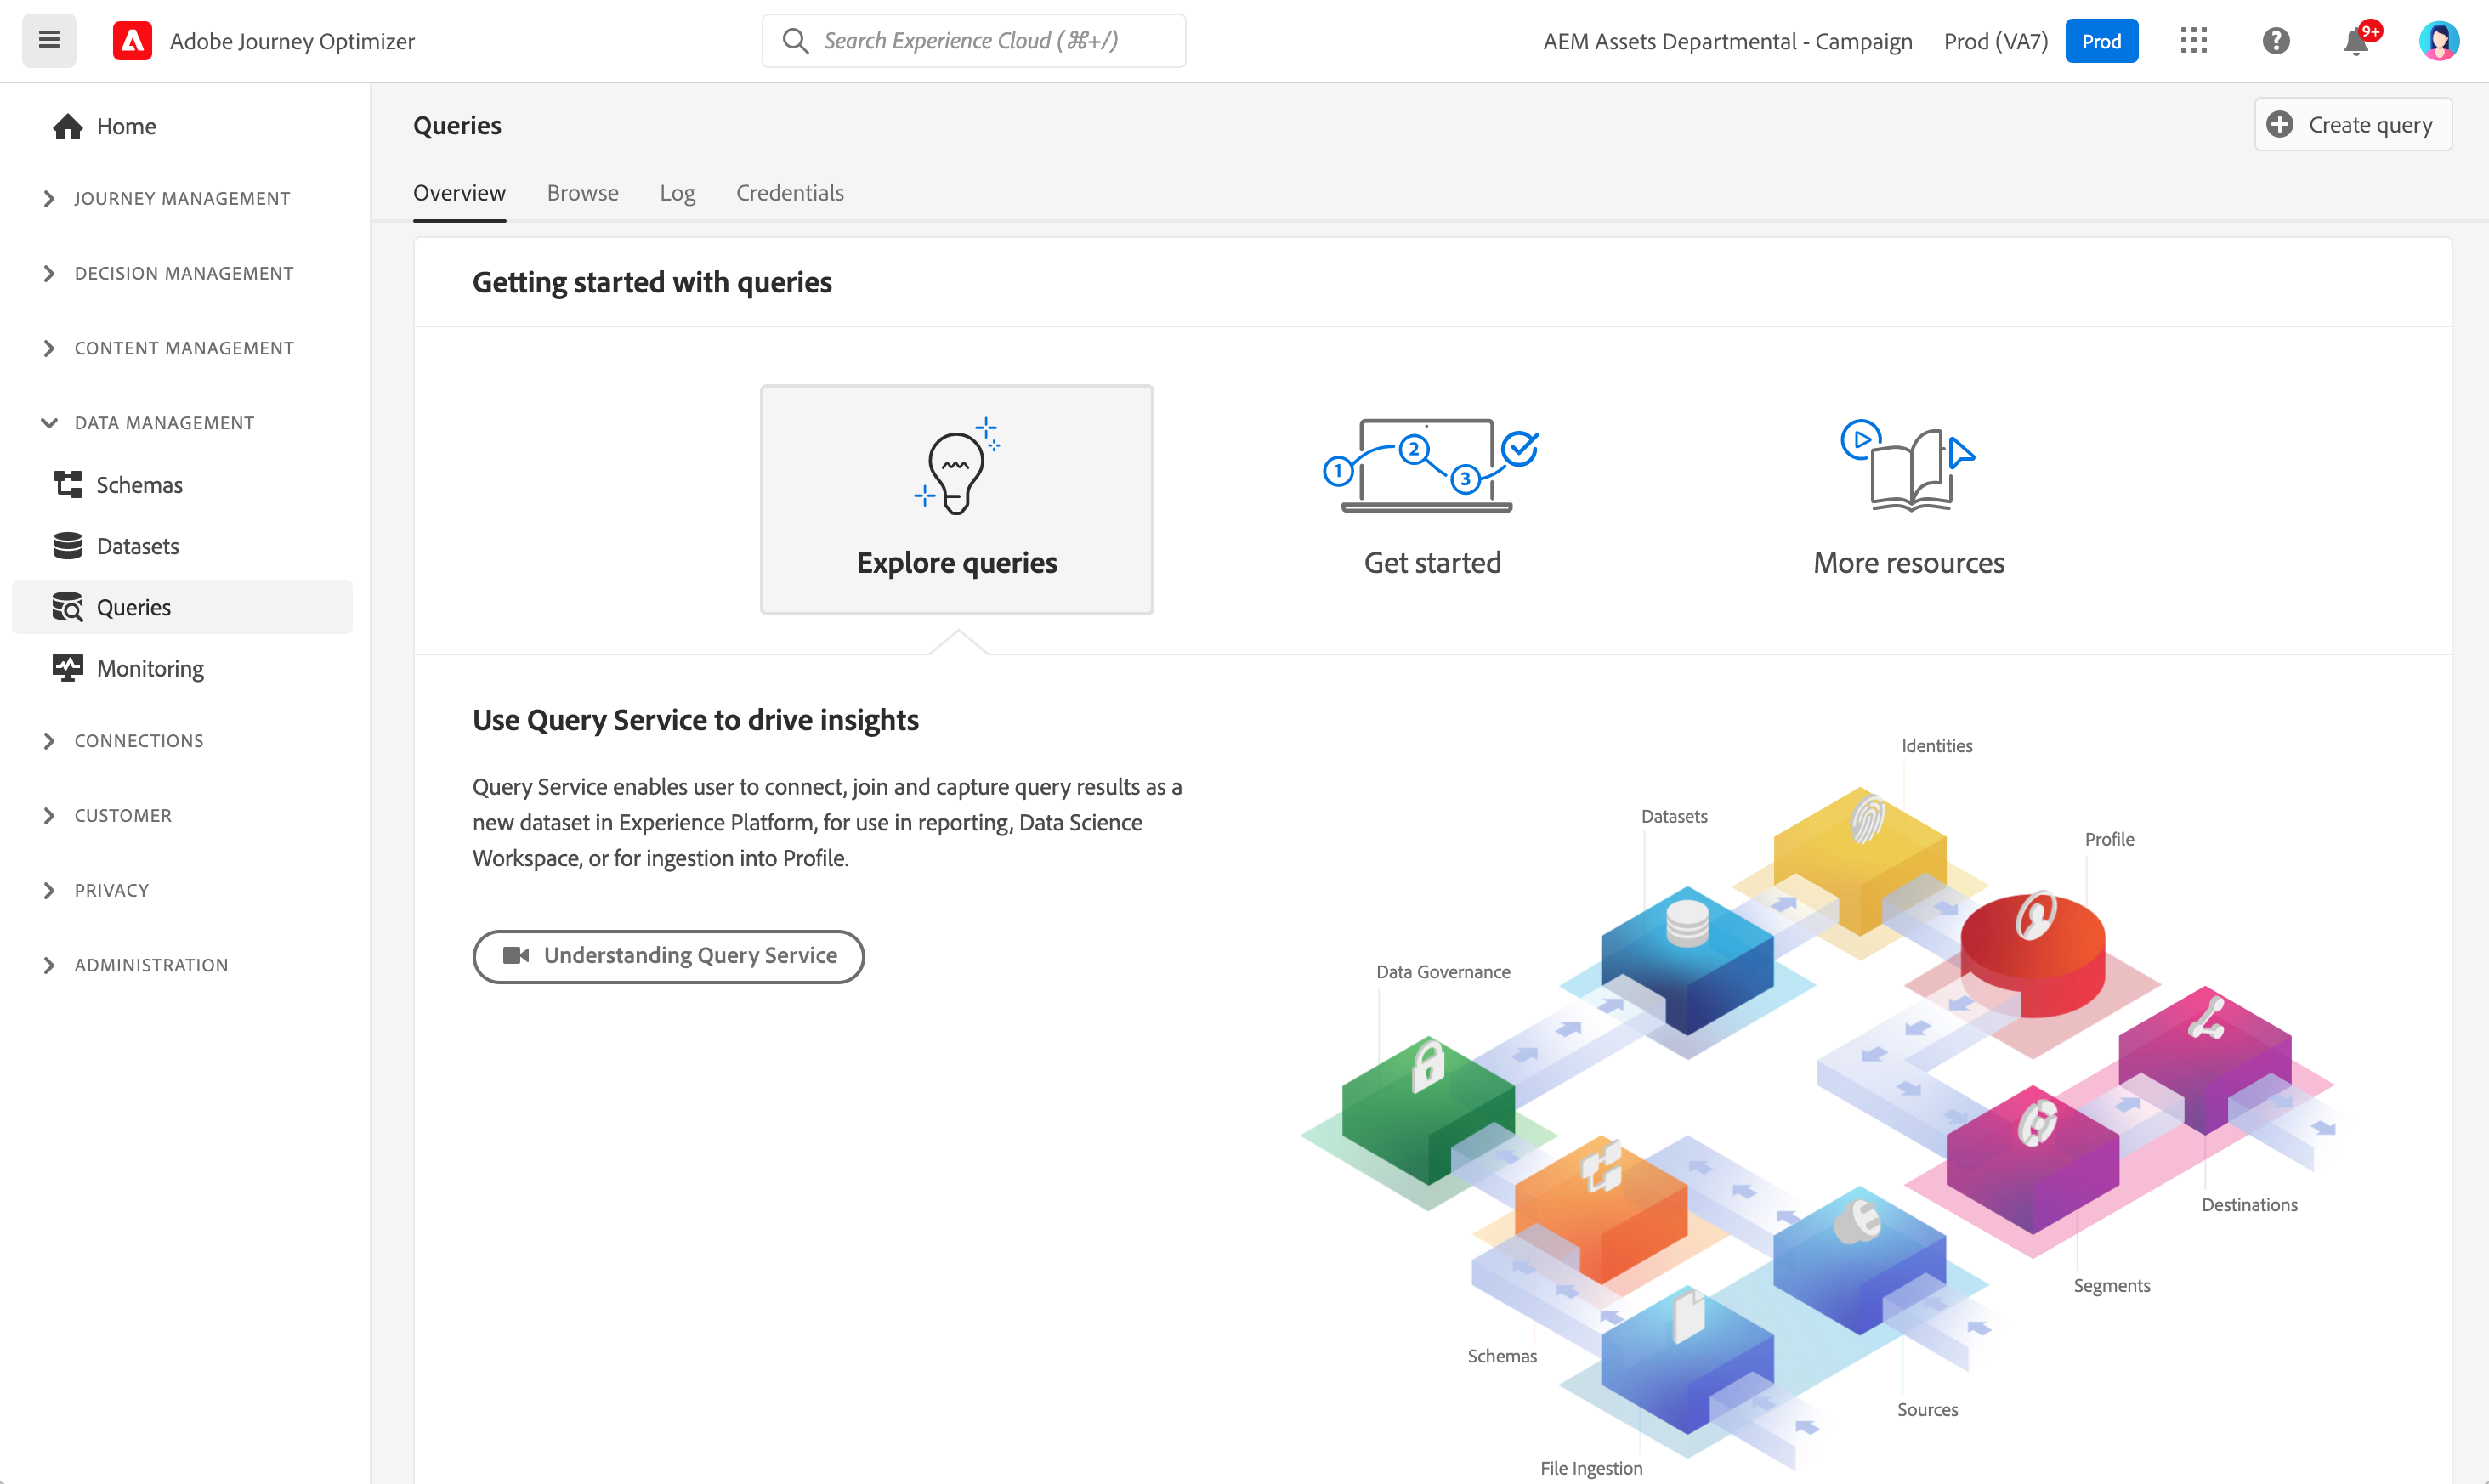 Adobe Journey Optimizer
Search Experience Cloud (⌘+/)
AEM Assets Departmental - Campaign
Prod (VA7)
Prod
9+
Home
JOURNEY MANAGEMENT
DECISION MANAGEMENT
CONTENT MANAGEMENT
DATA MANAGEMENT
Schemas
Datasets
Queries
Monitoring
CONNECTIONS
CUSTOMER
PRIVACY
ADMINISTRATION
Queries
Create query
Overview
Browse
Log
Credentials
Getting started with queries
1
2
3
Explore queries
Get started
More resources
Use Query Service to drive insights
Query Service enables user to connect, join and capture query results as a
new dataset in Experience Platform, for use in reporting, Data Science
Workspace, or for ingestion into Profile.
Understanding Query Service
Identities
Datasets
Profile
Data Governance
Destinations
Segments
Schemas
Sources
File Ingestion